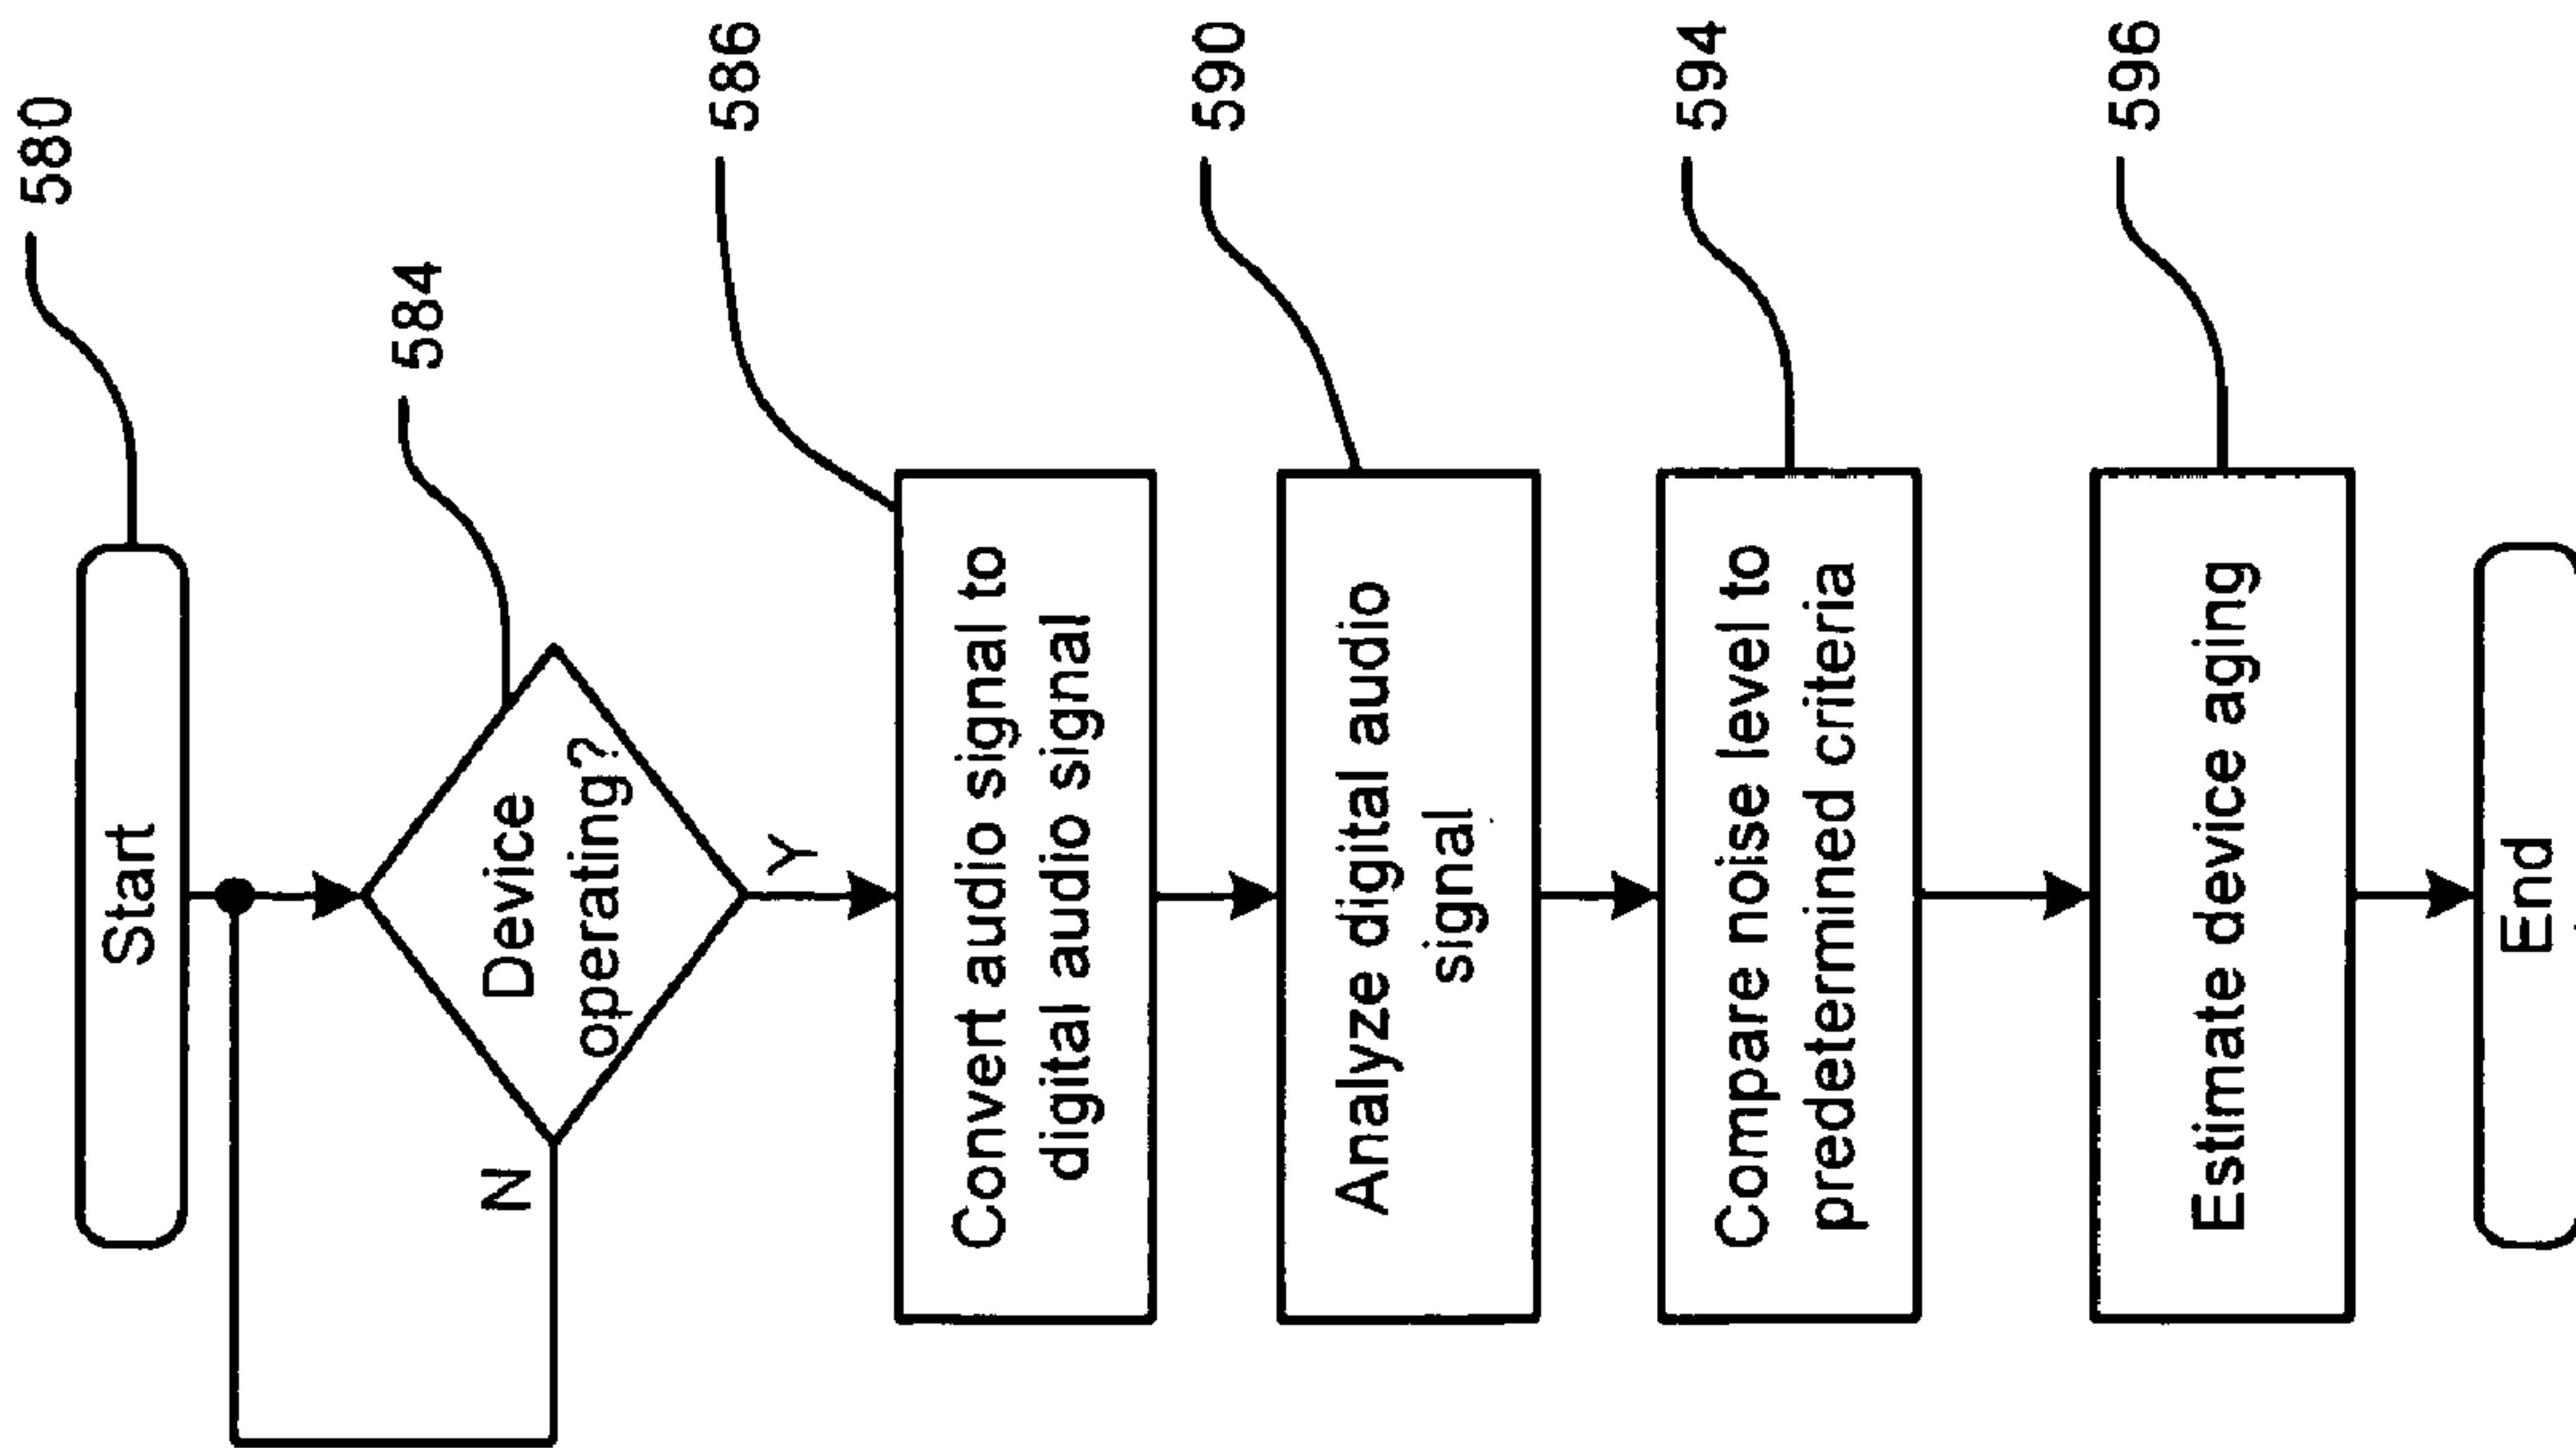 580
Start
584
Device
operating?
N
Y
586
Convert audio signal to
digital audio signal
590
Analyze digital audio
signal
594
Compare noise level to
predetermined criteria
596
Estimate device aging
End